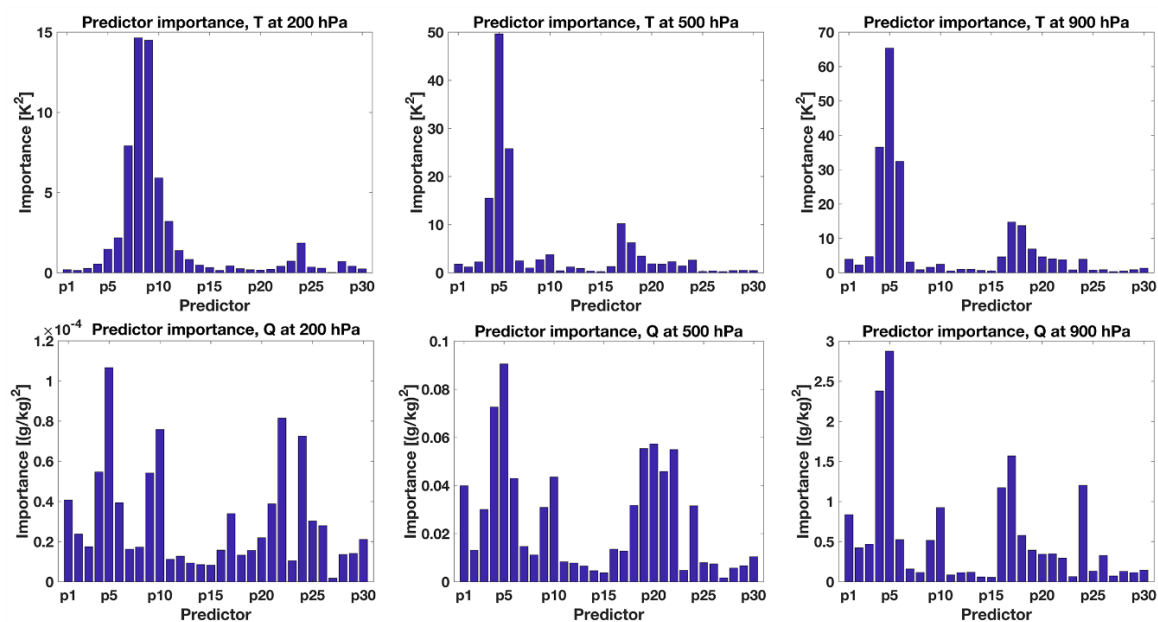 Predictor importance, T at 200 hPa
15
10
5
0
Importance [K²]
p1 p5 p10 p15 p20 p25 p30
Predictor
Predictor importance, T at 500 hPa
50
40
30
20
10
0
Importance [K²]
p1 p5 p10 p15 p20 p25 p30
Predictor
Predictor importance, T at 900 hPa
70
60
50
40
30
20
10
0
Importance [K²]
p1 p5 p10 p15 p20 p25 p30
Predictor
×10⁻⁴
Predictor importance, Q at 200 hPa
1.2
1
0.8
0.6
0.4
0.2
0
Importance [(g/kg)²]
p1 p5 p10 p15 p20 p25 p30
Predictor
Predictor importance, Q at 500 hPa
0.1
0.08
0.06
0.04
0.02
0
Importance [(g/kg)²]
p1 p5 p10 p15 p20 p25 p30
Predictor
Predictor importance, Q at 900 hPa
3
2.5
2
1.5
1
0.5
0
Importance [(g/kg)²]
p1 p5 p10 p15 p20 p25 p30
Predictor